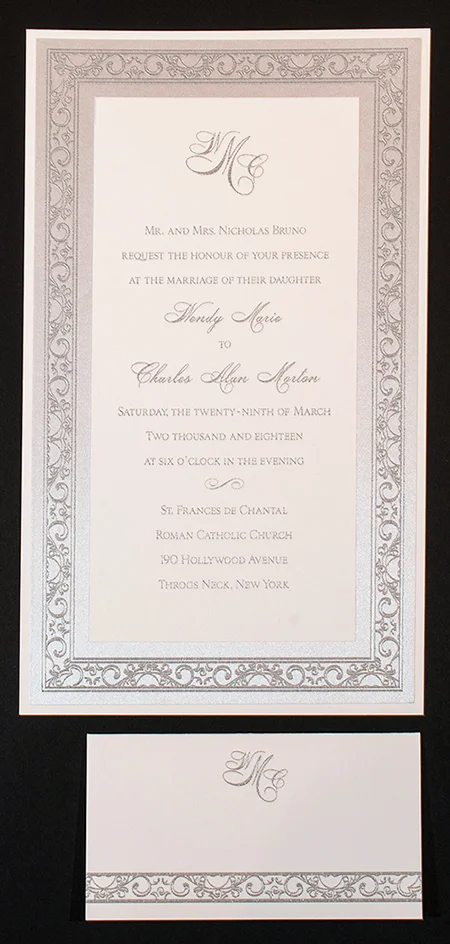 WMC
Mr. and Mrs. Nicholas Bruno
request the honour of your presence
at the marriage of their daughter
Wendy Marie
to
Charles Alan Morton
Saturday, the twenty-ninth of March
Two thousand and eighteen
at six o'clock in the evening
St. Frances de Chantal
Roman Catholic Church
190 Hollywood Avenue
Throgs Neck, New York
WMC